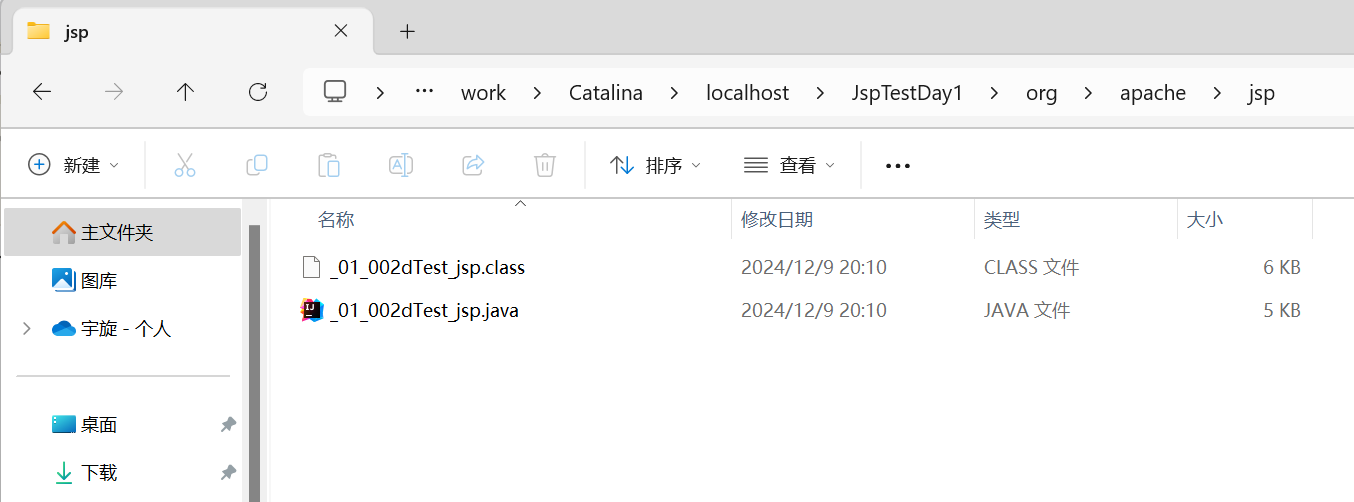 jsp
... work > Catalina > localhost > JspTestDay1 > org > apache > jsp
新建 排序 查看 ...
名称 修改日期 类型 大小
主文件夹
图库
宇旋 - 个人
桌面
下载
_01_002dTest_jsp.class 2024/12/9 20:10 CLASS 文件 6 KB
_01_002dTest_jsp.java 2024/12/9 20:10 JAVA 文件 5 KB